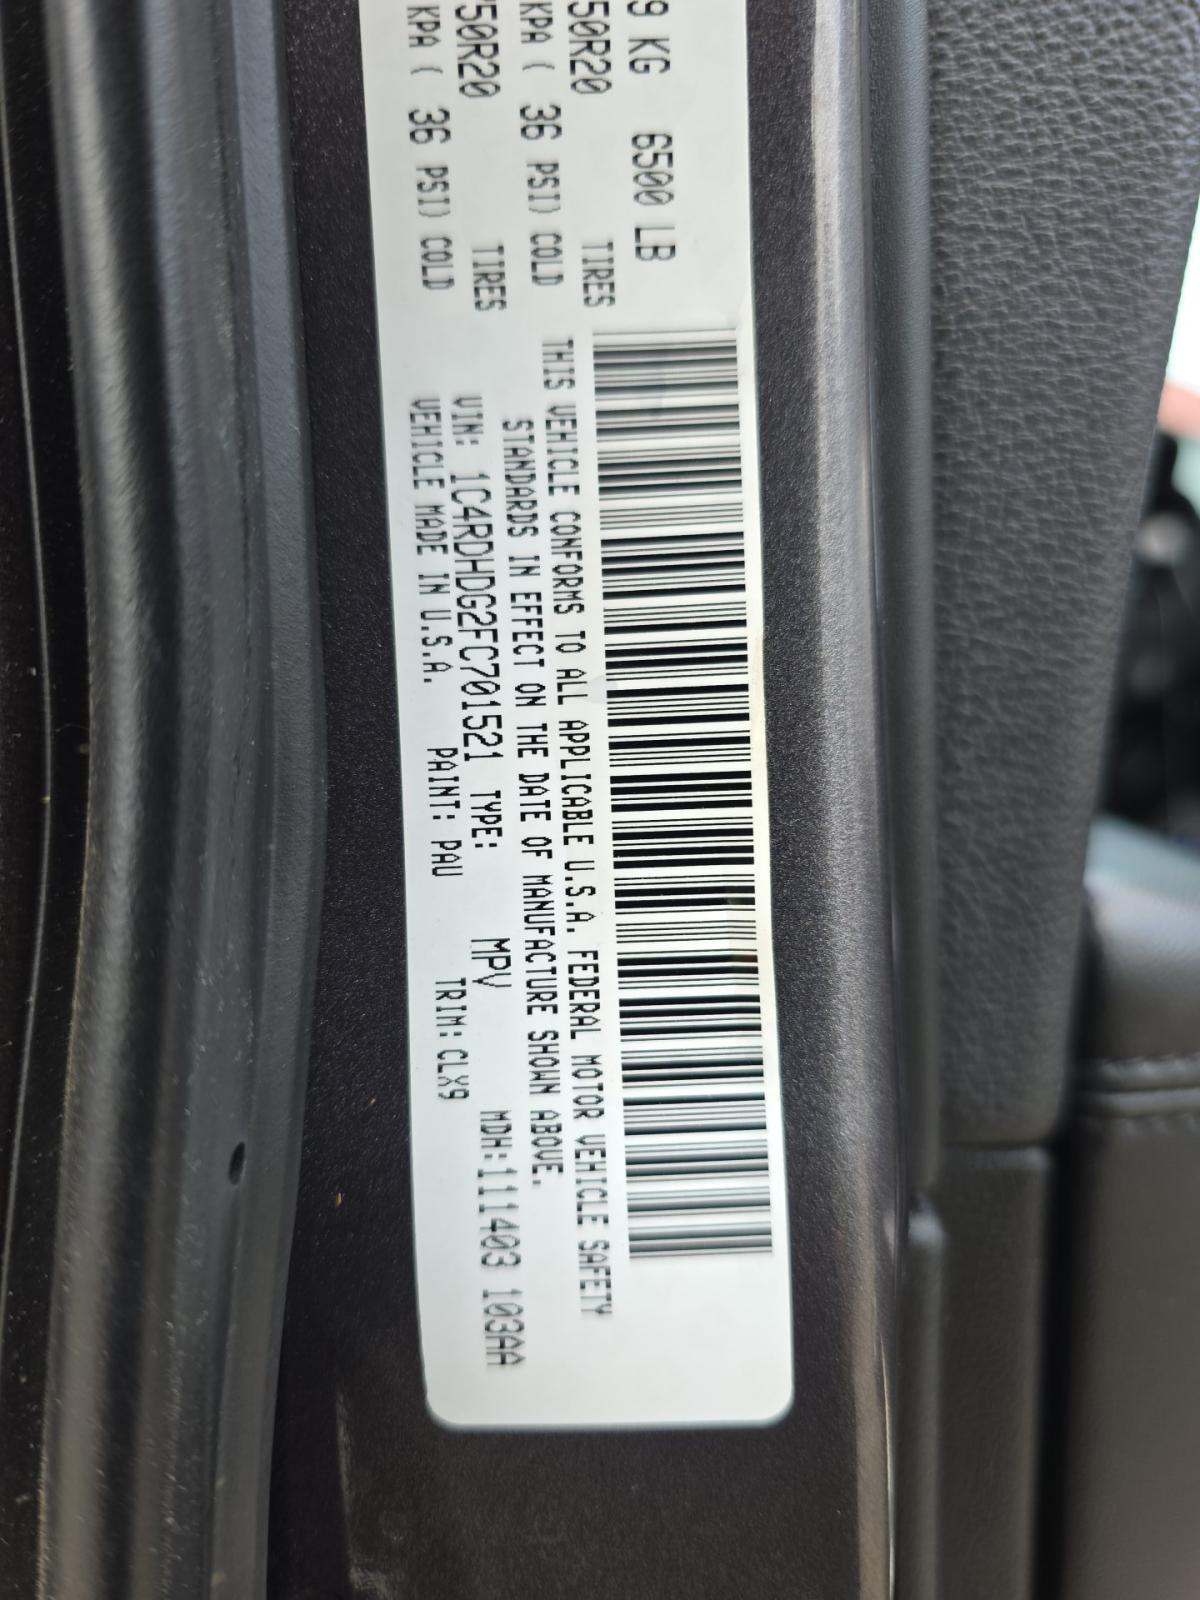 9 KG 6500 LB
50R20 TIRES
KPA ( 36 PSI) COLD
50R20 TIRES
KPA ( 36 PSI) COLD
THIS VEHICLE CONFORMS TO ALL APPLICABLE U.S.A. FEDERAL MOTOR VEHICLE SAFETY
STANDARDS IN EFFECT ON THE DATE OF MANUFACTURE SHOWN ABOVE.
VIN: 1C4RDHDG2FC701521 TYPE: MPV MDH:111403 103AA
VEHICLE MADE IN U.S.A. PAINT: PAU TRIM: CLX9